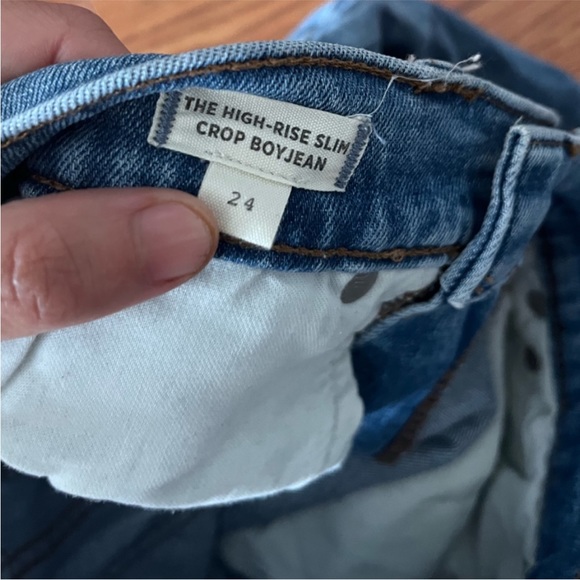 THE HIGH-RISE SLIM
CROP BOYJEAN
24